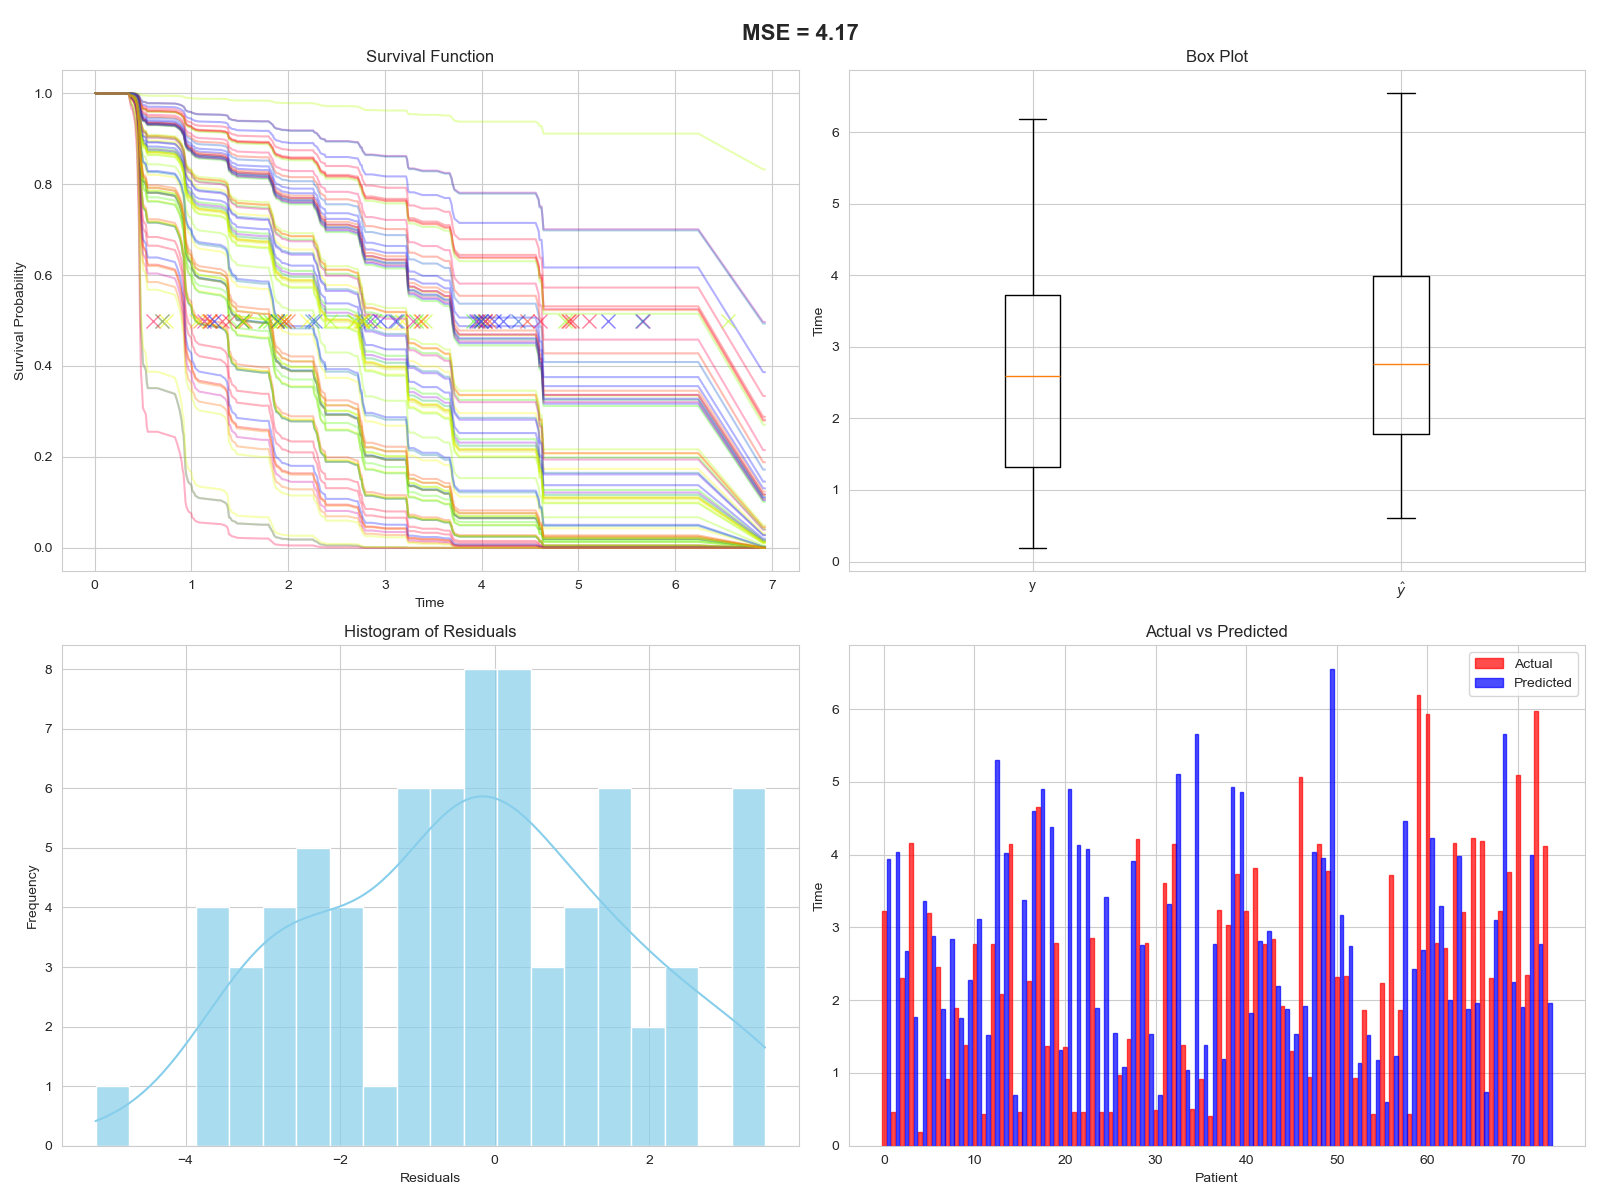 MSE = 4.17
Survival Function
Survival Probability
1.0
0.8
0.6
0.4
0.2
0.0
0 1 2 3 4 5 6 7
Time
Box Plot
Time
6
5
4
3
2
1
0
y ŷ
Histogram of Residuals
Frequency
8
7
6
5
4
3
2
1
0
−4 −2 0 2
Residuals
Actual vs Predicted
Actual
Predicted
Time
6
5
4
3
2
1
0
0 10 20 30 40 50 60 70
Patient